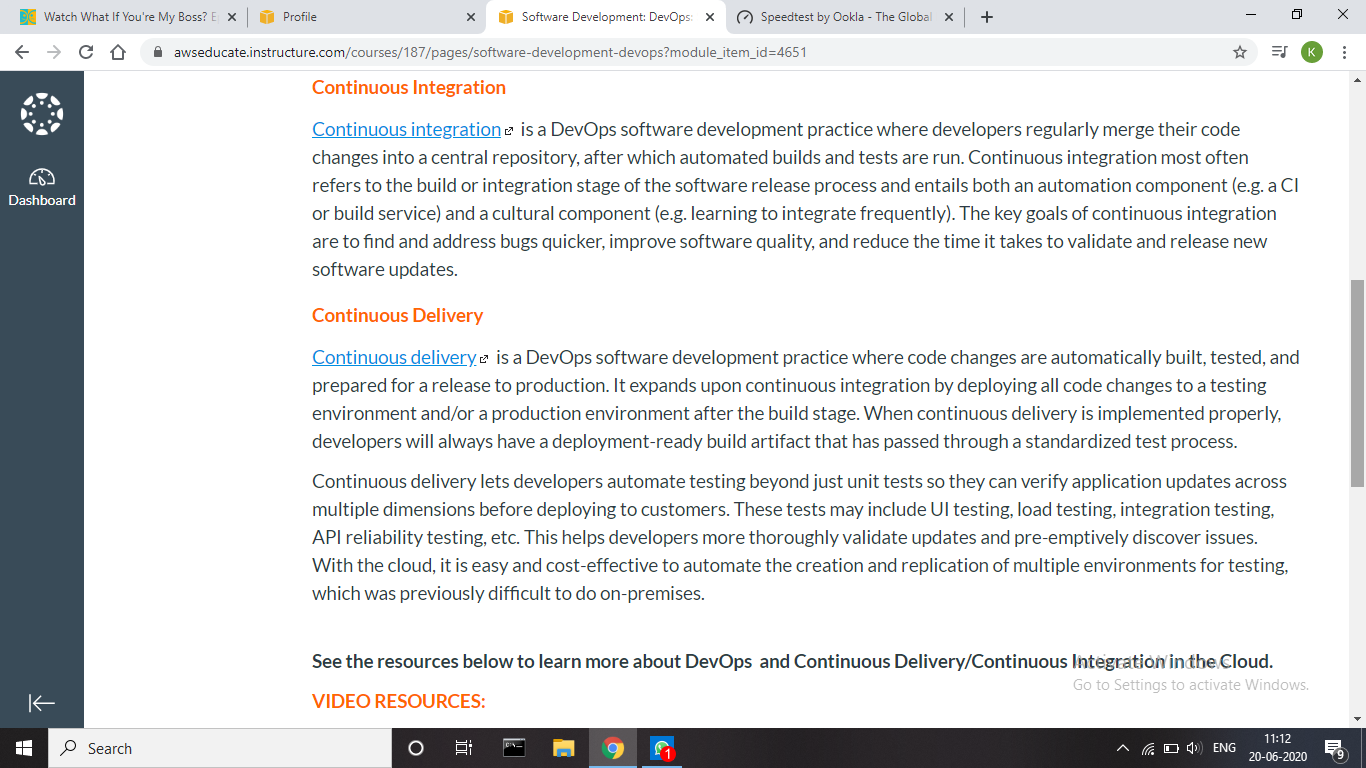 Watch What If You're My Boss? E
Profile
Software Development: DevOps:
Speedtest by Ookla - The Global
awseducate.instructure.com/courses/187/pages/software-development-devops?module_item_id=4651
K
Dashboard
Continuous Integration
Continuous integration is a DevOps software development practice where developers regularly merge their code
changes into a central repository, after which automated builds and tests are run. Continuous integration most often
refers to the build or integration stage of the software release process and entails both an automation component (e.g. a CI
or build service) and a cultural component (e.g. learning to integrate frequently). The key goals of continuous integration
are to find and address bugs quicker, improve software quality, and reduce the time it takes to validate and release new
software updates.
Continuous Delivery
Continuous delivery is a DevOps software development practice where code changes are automatically built, tested, and
prepared for a release to production. It expands upon continuous integration by deploying all code changes to a testing
environment and/or a production environment after the build stage. When continuous delivery is implemented properly,
developers will always have a deployment-ready build artifact that has passed through a standardized test process.
Continuous delivery lets developers automate testing beyond just unit tests so they can verify application updates across
multiple dimensions before deploying to customers. These tests may include UI testing, load testing, integration testing,
API reliability testing, etc. This helps developers more thoroughly validate updates and pre-emptively discover issues.
With the cloud, it is easy and cost-effective to automate the creation and replication of multiple environments for testing,
which was previously difficult to do on-premises.
See the resources below to learn more about DevOps and Continuous Delivery/Continuous Integration in the Cloud.
Activate Windows
Go to Settings to activate Windows.
VIDEO RESOURCES:
Search
1
ENG
11:12
20-06-2020
9